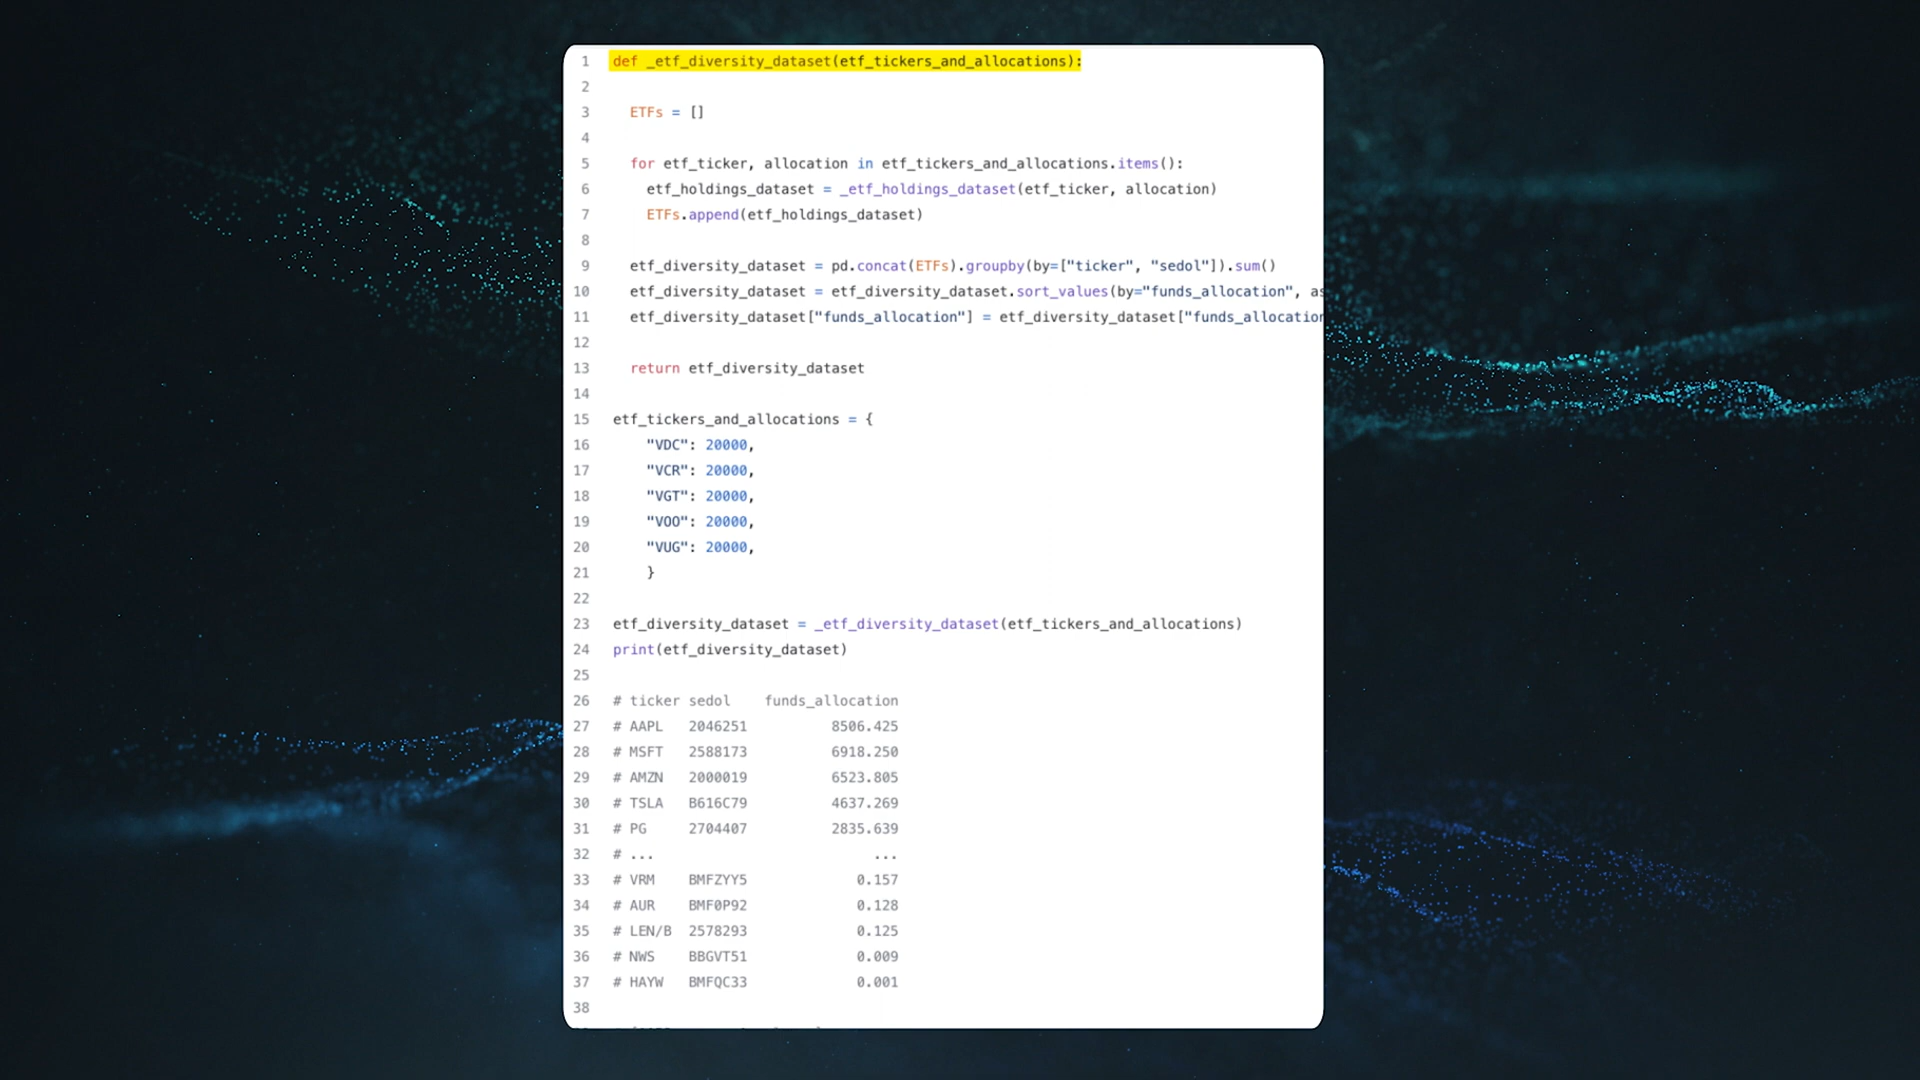 1 def _etf_diversity_dataset(etf_tickers_and_allocations):
2
3 ETFs = []
4
5 for etf_ticker, allocation in etf_tickers_and_allocations.items():
6 etf_holdings_dataset = _etf_holdings_dataset(etf_ticker, allocation)
7 ETFs.append(etf_holdings_dataset)
8
9 etf_diversity_dataset = pd.concat(ETFs).groupby(by=["ticker", "sedol"]).sum()
10 etf_diversity_dataset = etf_diversity_dataset.sort_values(by="funds_allocation", as
11 etf_diversity_dataset["funds_allocation"] = etf_diversity_dataset["funds_allocation
12
13 return etf_diversity_dataset
14
15 etf_tickers_and_allocations = {
16 "VDC": 20000,
17 "VCR": 20000,
18 "VGT": 20000,
19 "VOO": 20000,
20 "VUG": 20000,
21 }
22
23 etf_diversity_dataset = _etf_diversity_dataset(etf_tickers_and_allocations)
24 print(etf_diversity_dataset)
25
26 # ticker sedol funds_allocation
27 # AAPL 2046251 8506.425
28 # MSFT 2588173 6918.250
29 # AMZN 2000019 6523.805
30 # TSLA B616C79 4637.269
31 # PG 2704407 2835.639
32 # ... ...
33 # VRM BMFZYY5 0.157
34 # AUR BMF0P92 0.128
35 # LEN/B 2578293 0.125
36 # NWS BBGVT51 0.009
37 # HAYW BMFQC33 0.001
38